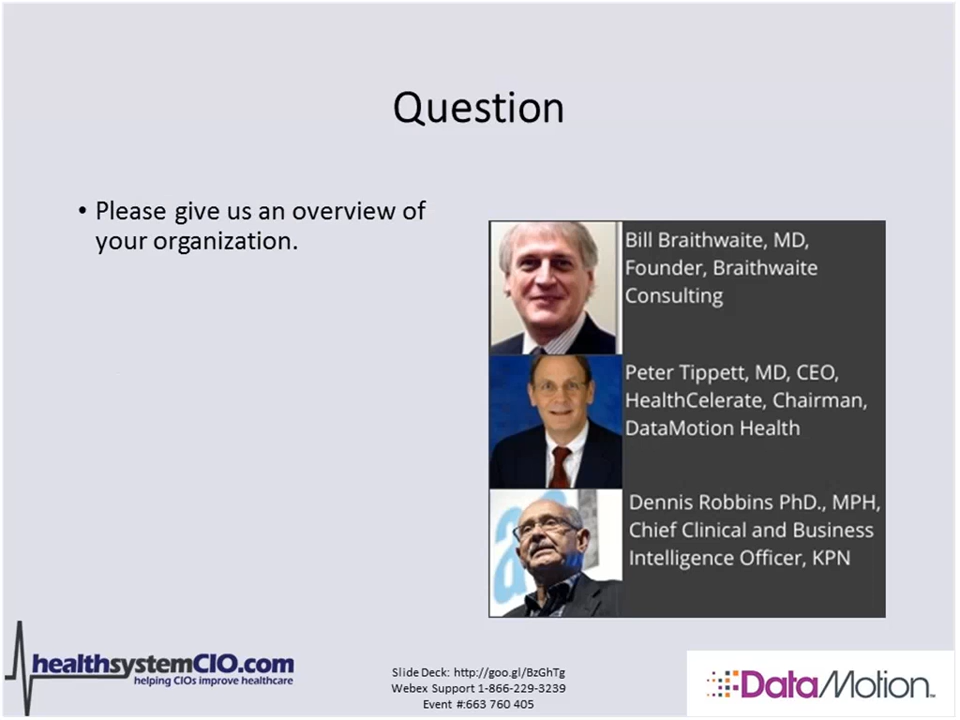 Question
• Please give us an overview of
your organization.
Bill Braithwaite, MD,
Founder, Braithwaite
Consulting
Peter Tippett, MD, CEO,
HealthCelerate, Chairman,
DataMotion Health
Dennis Robbins PhD., MPH,
Chief Clinical and Business
Intelligence Officer, KPN
healthsystemCIO.com
helping CIOs improve healthcare
Slide Deck: http://goo.gl/BzGhTg
Webex Support 1-866-229-3239
Event #:663 760 405
DataMotion™